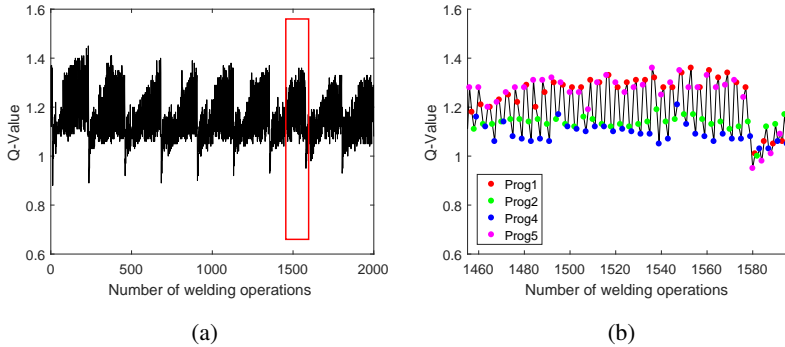 1.6
1.4
1.2
1
0.8
0.6
Q-Value
0
500
1000
1500
2000
Number of welding operations
(a)
1.6
1.4
1.2
1
0.8
0.6
Q-Value
Prog1
Prog2
Prog4
Prog5
1460
1480
1500
1520
1540
1560
1580
Number of welding operations
(b)